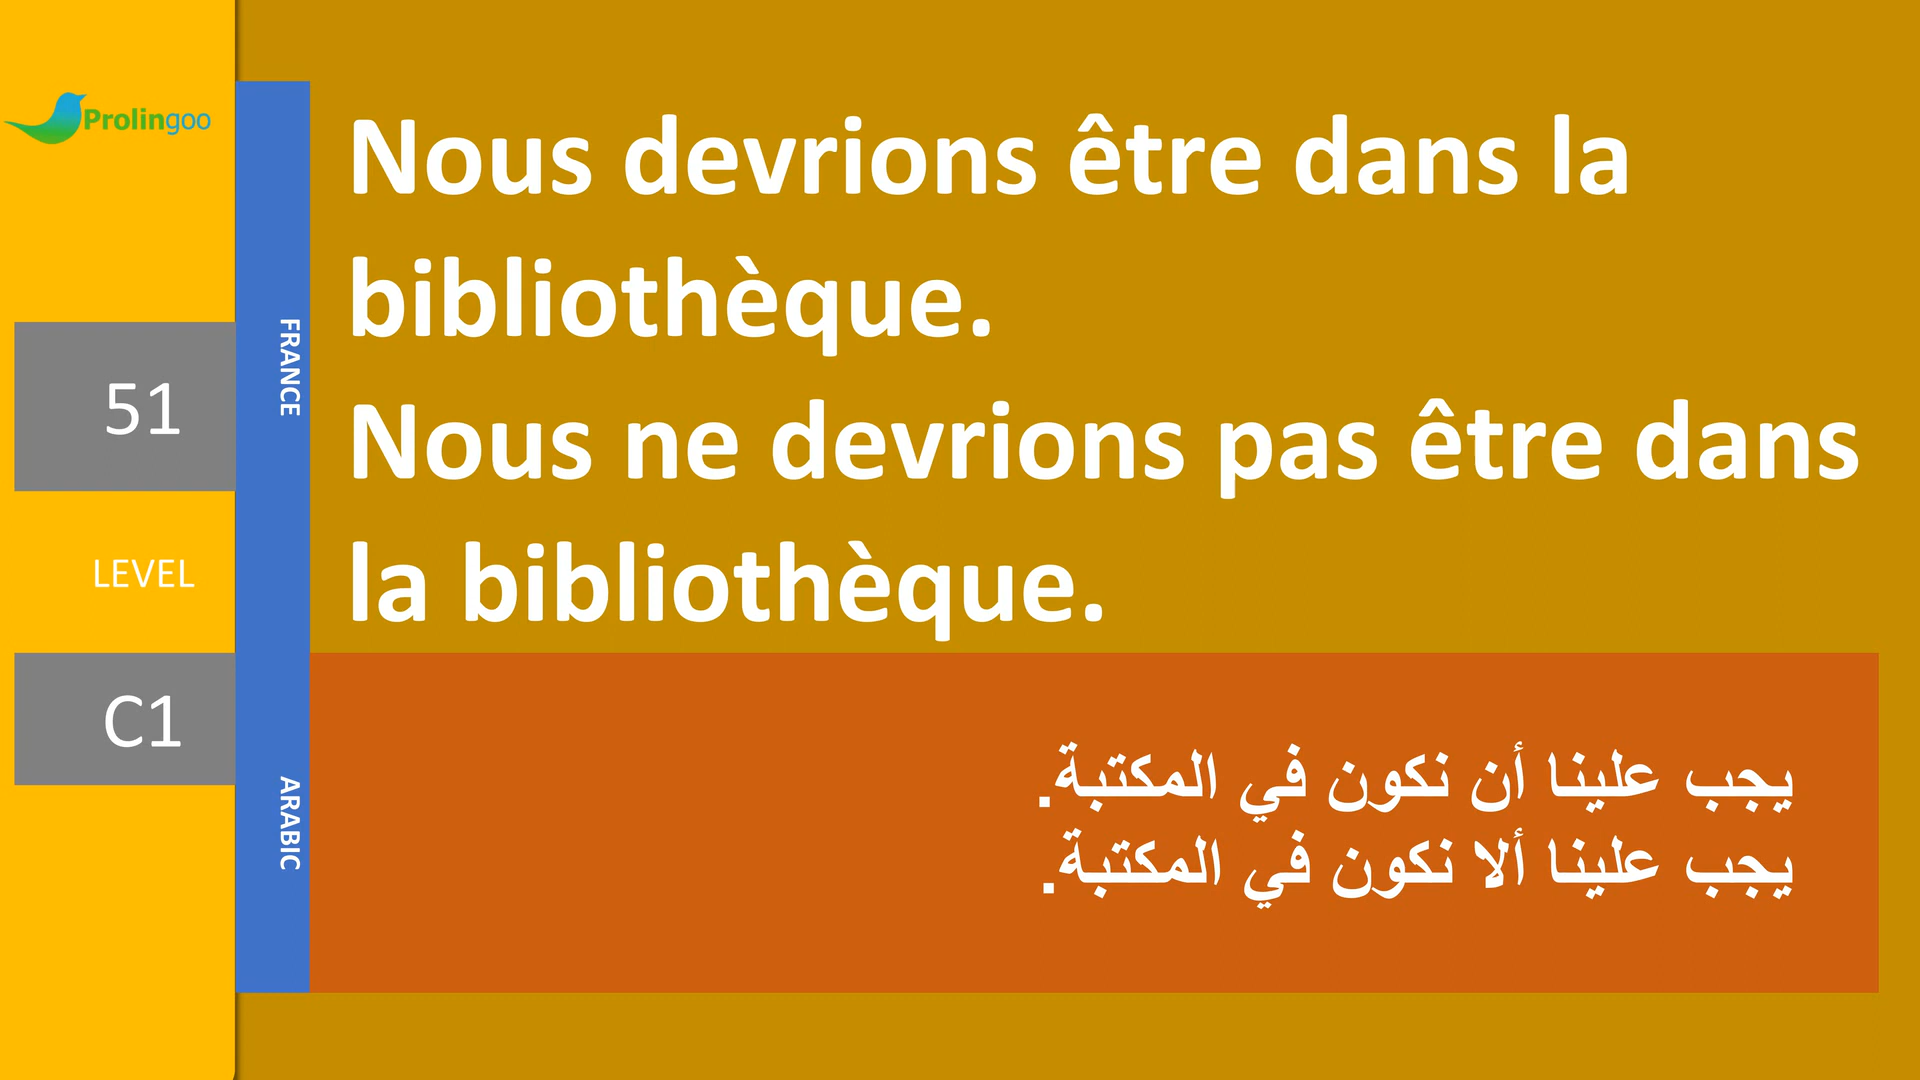 Prolingoo
51
LEVEL
C1
FRANCE
ARABIC
Nous devrions être dans la
bibliothèque.
Nous ne devrions pas être dans
la bibliothèque.
يجب علينا أن نكون في المكتبة.
يجب علينا ألا نكون في المكتبة.